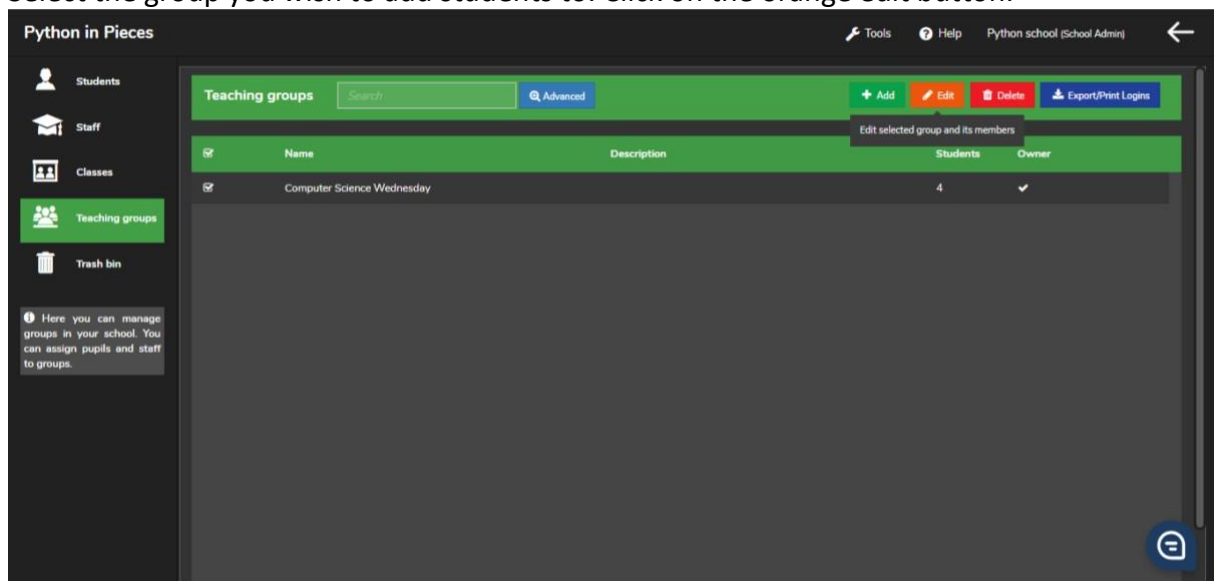 Select the group you wish to add students to. Click on the orange edit button.
Python in Pieces
Tools Help Python school (School Admin)
Students
Staff
Classes
Teaching groups
Trash bin
Here you can manage
groups in your school. You
can assign pupils and staff
to groups.
Teaching groups Search Advanced + Add Edit Delete Export/Print Logins
Edit selected group and its members
Name Description Students Owner
Computer Science Wednesday 4